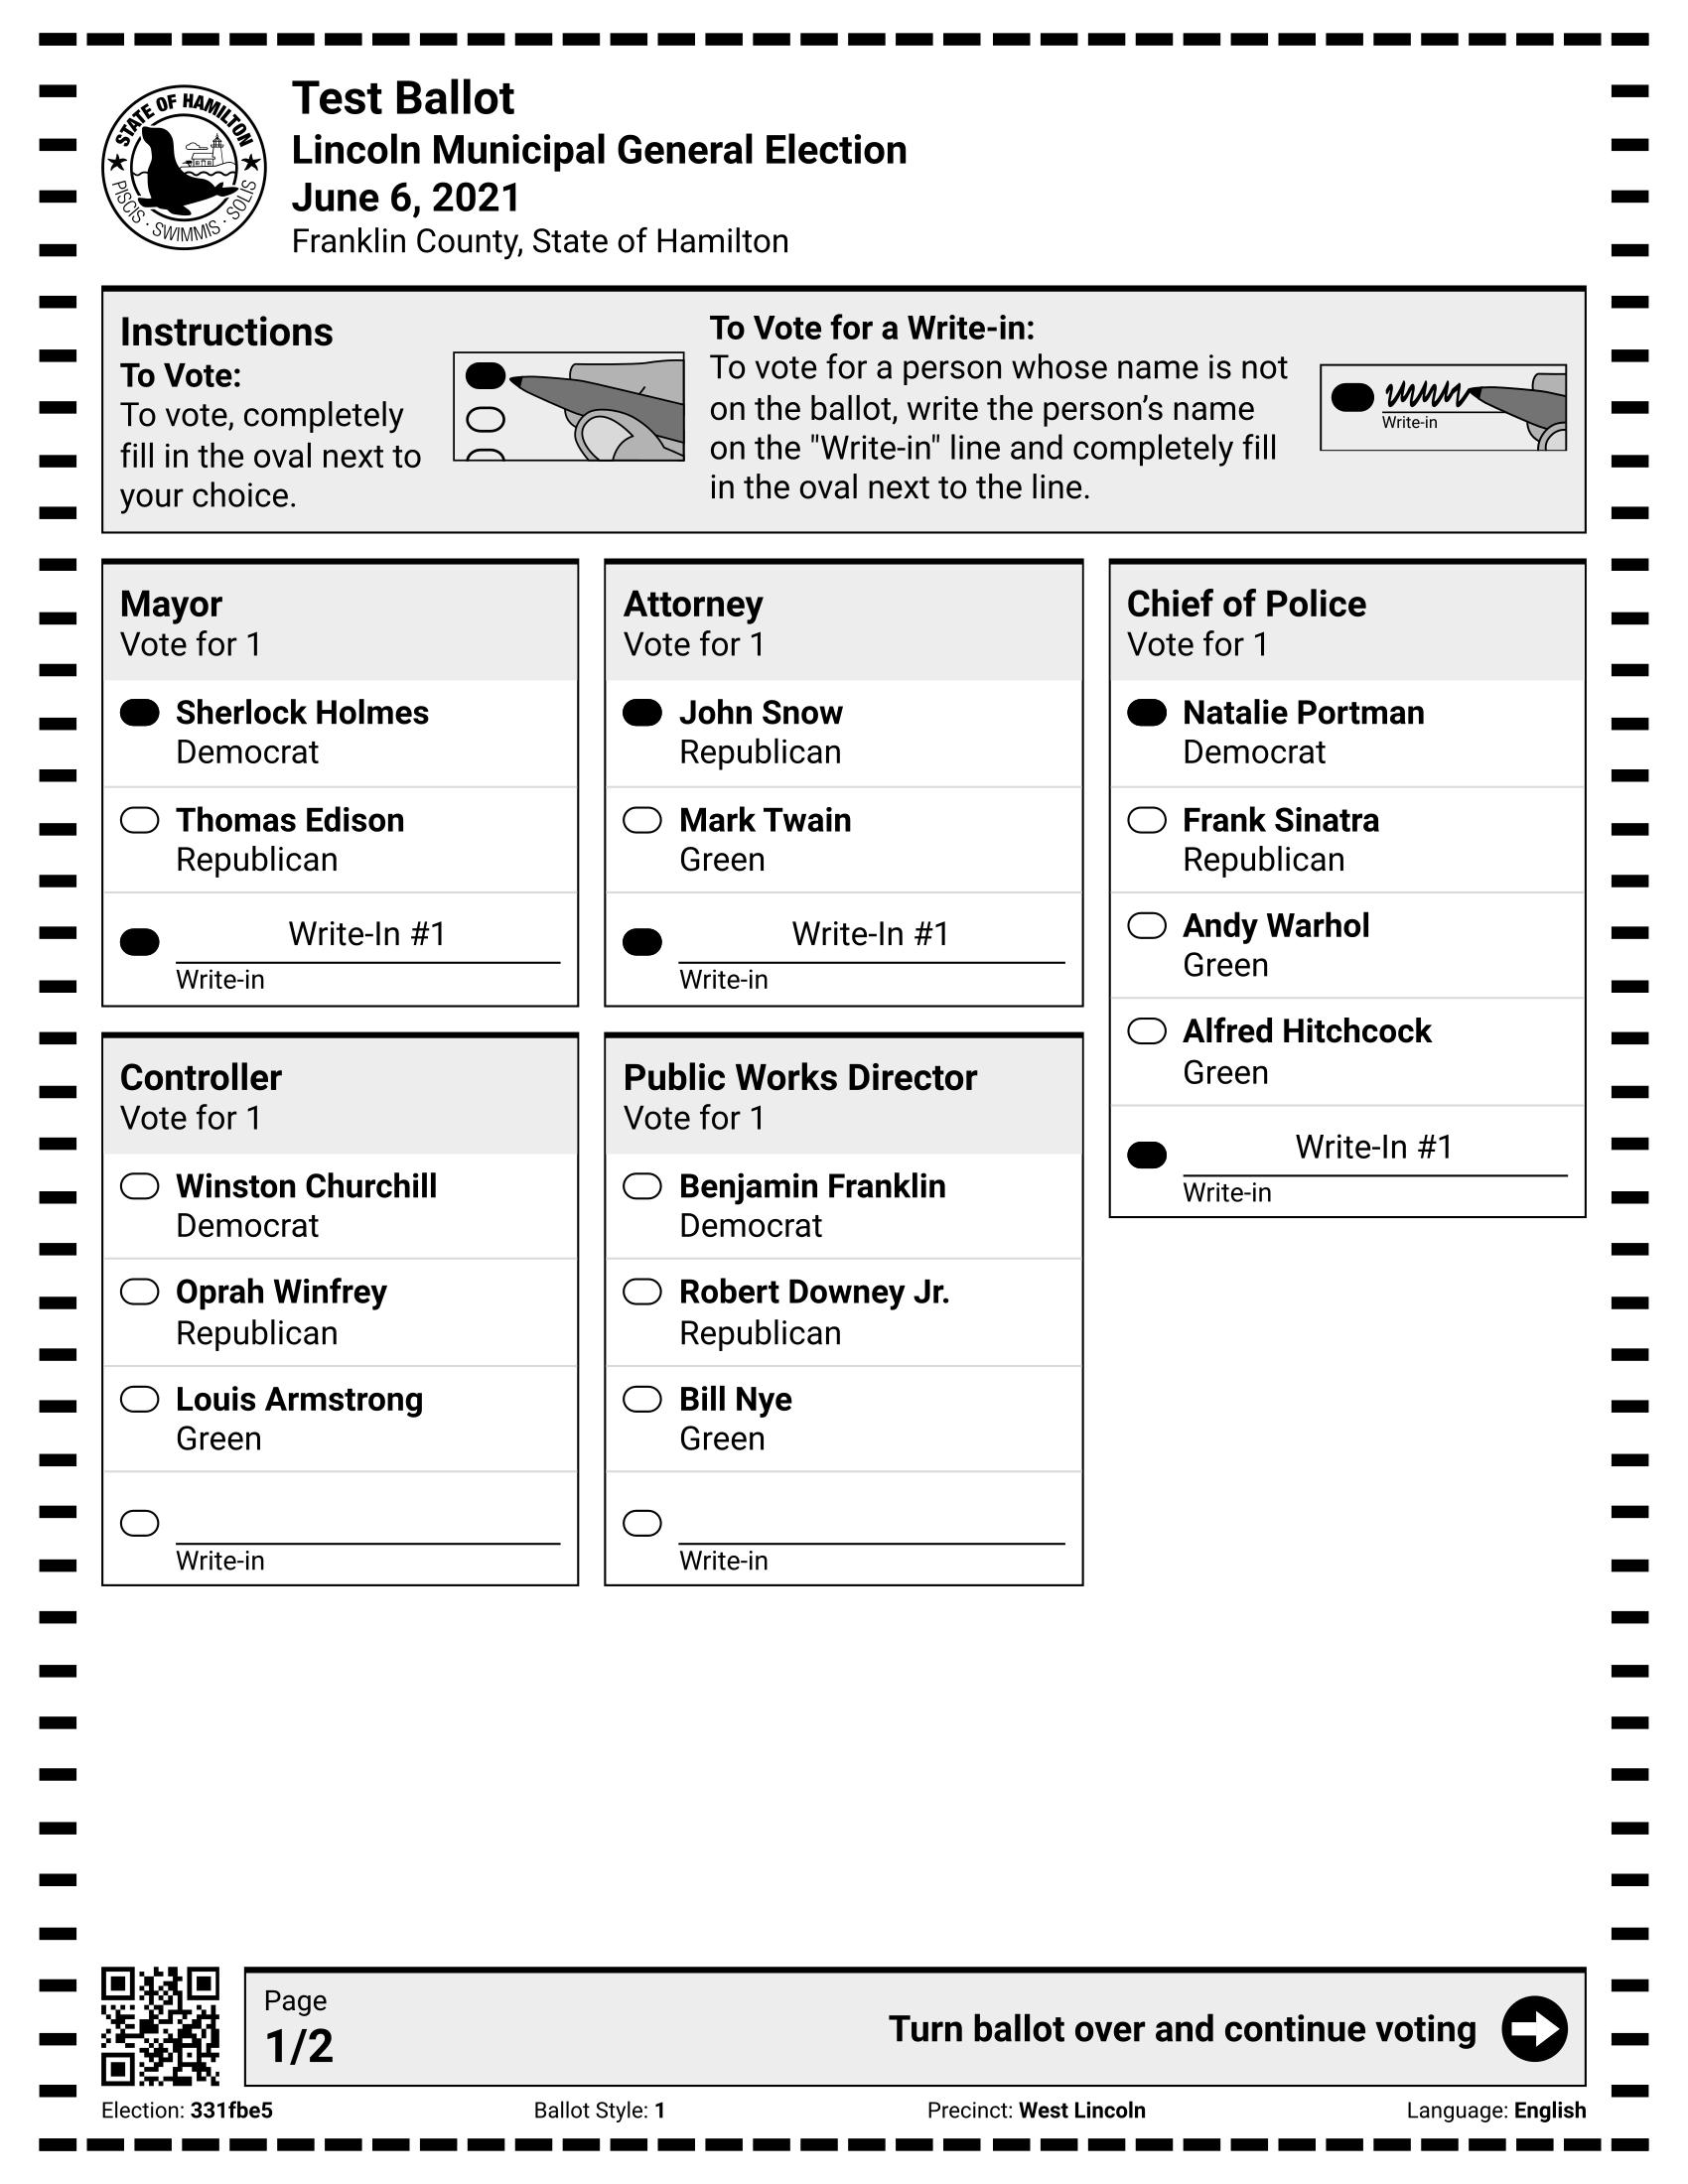 STATE OF HAMILTON
PISCIS · SWIMMIS · SOLIS
Test Ballot
Lincoln Municipal General Election
June 6, 2021
Franklin County, State of Hamilton
Instructions
To Vote:
To vote, completely
fill in the oval next to
your choice.
To Vote for a Write-in:
To vote for a person whose name is not
on the ballot, write the person’s name
on the "Write-in" line and completely fill
in the oval next to the line.
Write-in
Mayor
Vote for 1
Sherlock Holmes
Democrat
Thomas Edison
Republican
Write-In #1
Write-in
Controller
Vote for 1
Winston Churchill
Democrat
Oprah Winfrey
Republican
Louis Armstrong
Green
Write-in
Attorney
Vote for 1
John Snow
Republican
Mark Twain
Green
Write-In #1
Write-in
Public Works Director
Vote for 1
Benjamin Franklin
Democrat
Robert Downey Jr.
Republican
Bill Nye
Green
Write-in
Chief of Police
Vote for 1
Natalie Portman
Democrat
Frank Sinatra
Republican
Andy Warhol
Green
Alfred Hitchcock
Green
Write-In #1
Write-in
Page
1/2
Turn ballot over and continue voting
Election: 331fbe5
Ballot Style: 1
Precinct: West Lincoln
Language: English